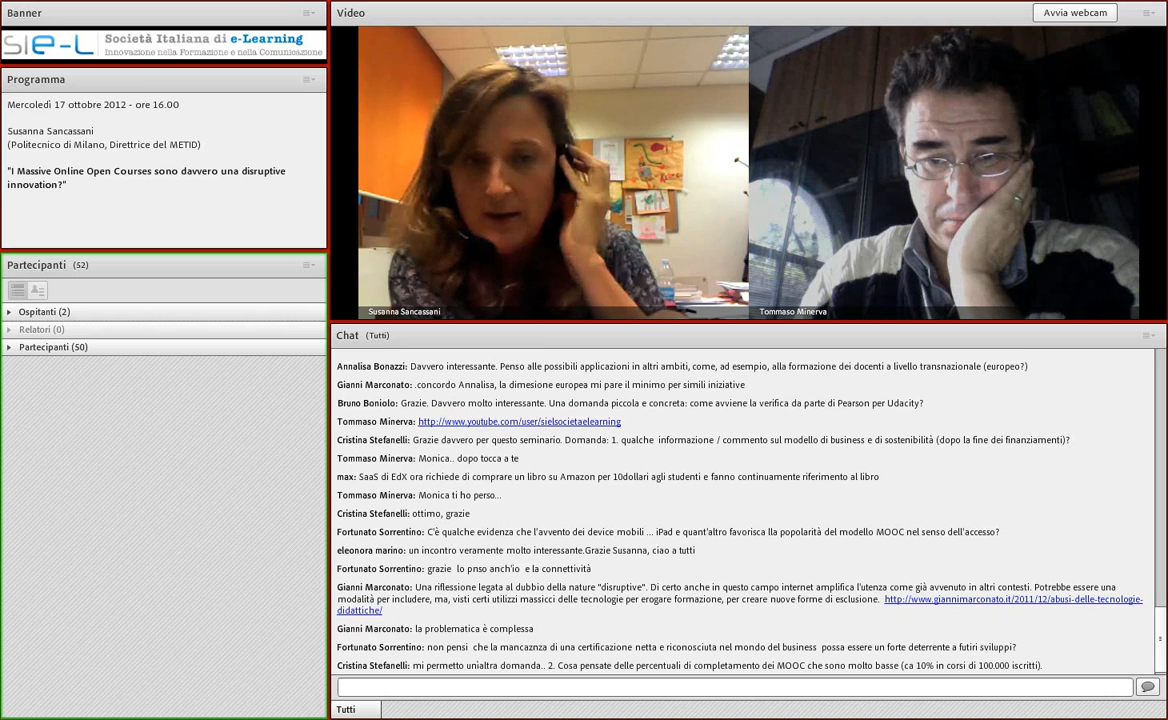 Banner
SIe-L Società Italiana di e-Learning
Innovazione nella Formazione e nella Comunicazione
Programma
Mercoledì 17 ottobre 2012 - ore 16.00
Susanna Sancassani
(Politecnico di Milano, Direttrice del METID)
"I Massive Online Open Courses sono davvero una disruptive
innovation?"
Partecipanti (52)
Ospitanti (2)
Relatori (0)
Partecipanti (50)
Video
Avvia webcam
Susanna Sancassani
Tommaso Minerva
Chat (Tutti)
Annalisa Bonazzi: Davvero interessante. Penso alle possibili applicazioni in altri ambiti, come, ad esempio, alla formazione dei docenti a livello transnazionale (europeo?)
Gianni Marconato: .concordo Annalisa, la dimesione europea mi pare il minimo per simili iniziative
Bruno Boniolo: Grazie. Davvero molto interessante. Una domanda piccola e concreta: come avviene la verifica da parte di Pearson per Udacity?
Tommaso Minerva: http://www.youtube.com/user/sielsocietaelearning
Cristina Stefanelli: Grazie davvero per questo seminario. Domanda: 1. qualche informazione / commento sul modello di business e di sostenibilità (dopo la fine dei finanziamenti)?
Tommaso Minerva: Monica.. dopo tocca a te
max: SaaS di EdX ora richiede di comprare un libro su Amazon per 10dollari agli studenti e fanno continuamente riferimento al libro
Tommaso Minerva: Monica ti ho perso...
Cristina Stefanelli: ottimo, grazie
Fortunato Sorrentino: C'è qualche evidenza che l'avvento dei device mobili ... iPad e quant'altro favorisca lla popolarità del modello MOOC nel senso dell'accesso?
eleonora marino: un incontro veramente molto interessante.Grazie Susanna, ciao a tutti
Fortunato Sorrentino: grazie lo pnso anch'io e la connettività
Gianni Marconato: Una riflessione legata al dubbio della nature "disruptive". Di certo anche in questo campo internet amplifica l'utenza come già avvenuto in altri contesti. Potrebbe essere una
modalità per includere, ma, visti certi utilizzi massicci delle tecnologie per erogare formazione, per creare nuove forme di esclusione. http://www.giannimarconato.it/2011/12/abusi-delle-tecnologie-
didattiche/
Gianni Marconato: la problematica è complessa
Fortunato Sorrentino: non pensi che la mancaznza di una certificazione netta e riconosciuta nel mondo del business possa essere un forte deterrente a futiri sviluppi?
Cristina Stefanelli: mi permetto unìaltra domanda.. 2. Cosa pensate delle percentuali di completamento dei MOOC che sono molto basse (ca 10% in corsi di 100.000 iscritti).
Tutti